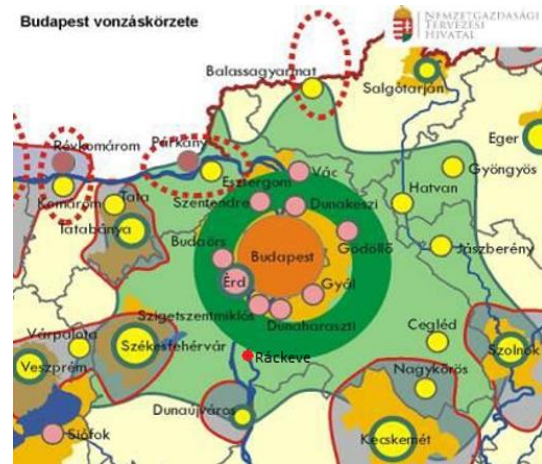 Budapest vonzáskörzete
NEMZETGAZDASÁGI
TERVEZÉSI
HIVATAL
Balassagyarmat
Salgótarján
Eger
Révkomárom
Párkány
Vác
Gyöngyös
Komárom
Tata
Esztergom
Szentendre
Dunakeszi
Hatvan
Tatabánya
Budaörs
Budapest
Gödöllő
Jászberény
Érd
Gyál
Szigetszentmiklós
Dunaharaszti
Várpalota
Székesfehérvár
Ráckeve
Cegléd
Szolnok
Veszprém
Nagykőrös
Dunaújváros
Siófok
Kecskemét